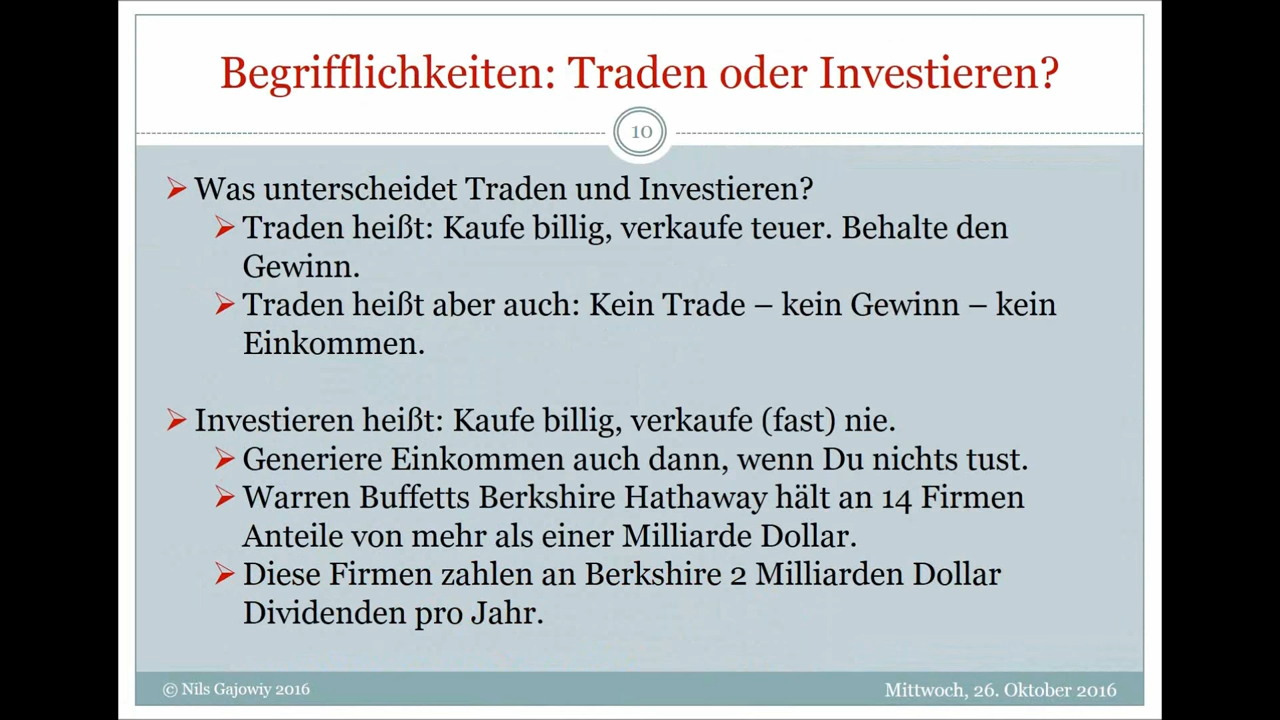 Begrifflichkeiten: Traden oder Investieren?
10
Was unterscheidet Traden und Investieren?
Traden heißt: Kaufe billig, verkaufe teuer. Behalte den
Gewinn.
Traden heißt aber auch: Kein Trade – kein Gewinn – kein
Einkommen.
Investieren heißt: Kaufe billig, verkaufe (fast) nie.
Generiere Einkommen auch dann, wenn Du nichts tust.
Warren Buffetts Berkshire Hathaway hält an 14 Firmen
Anteile von mehr als einer Milliarde Dollar.
Diese Firmen zahlen an Berkshire 2 Milliarden Dollar
Dividenden pro Jahr.
© Nils Gajowiy 2016
Mittwoch, 26. Oktober 2016